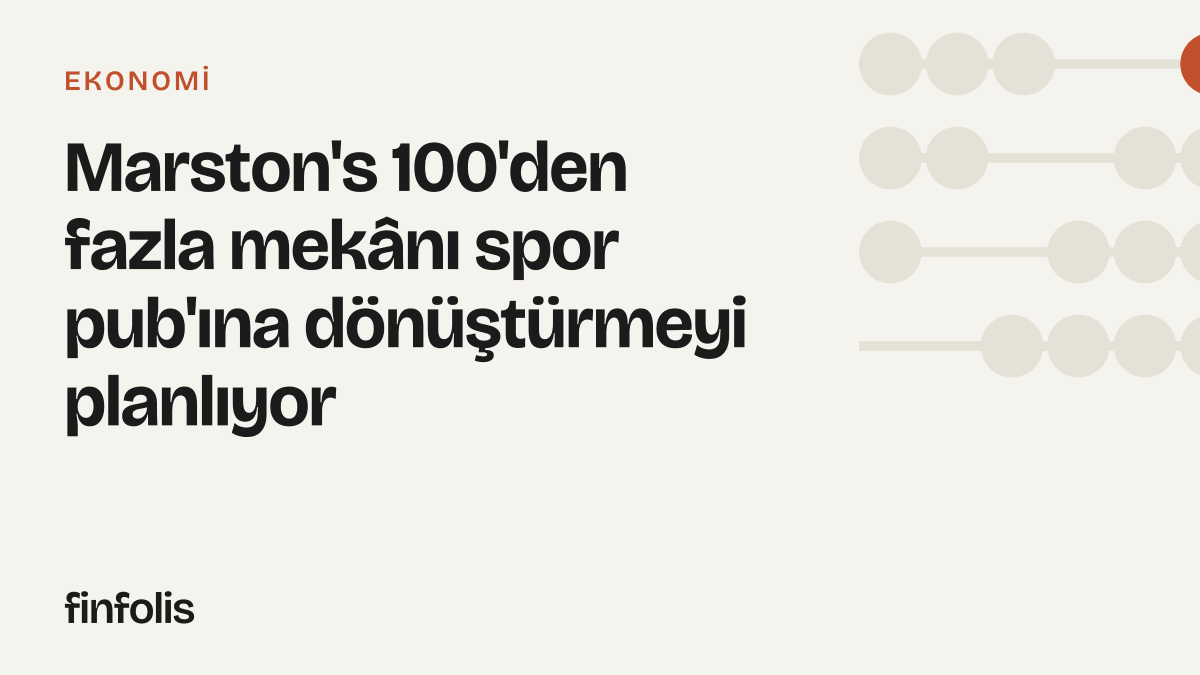 EKONOMİ
Marston's 100'den
fazla mekânı spor
pub'ına dönüştürmeyi
planlıyor
finfolis